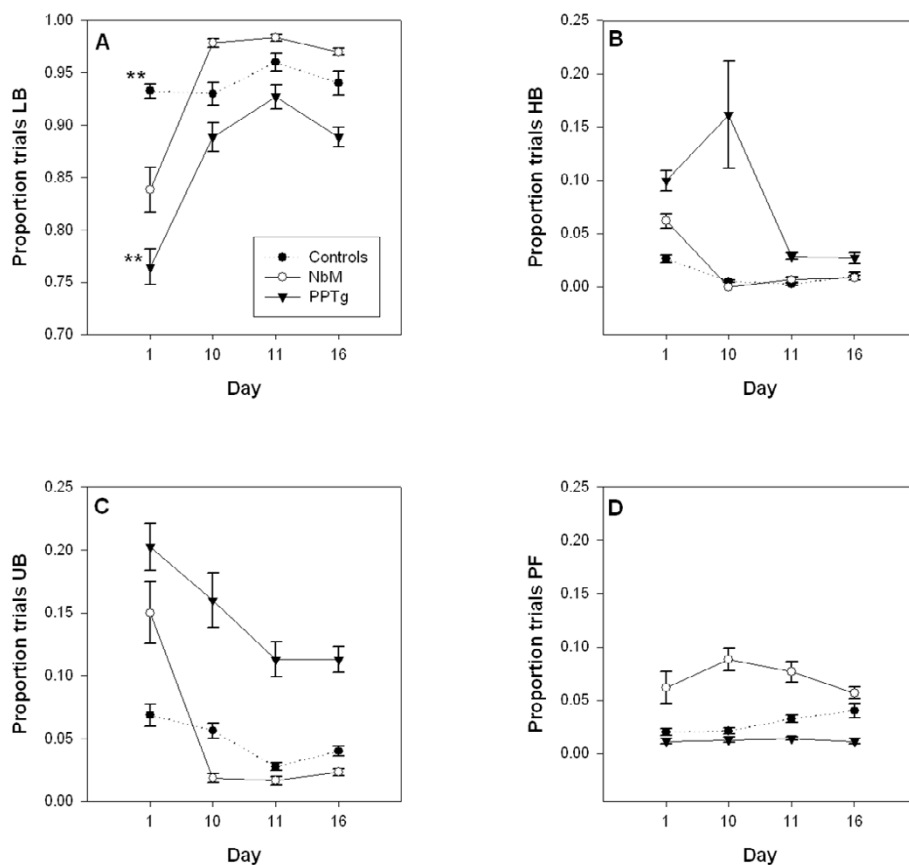 A
Proportion trials LB
1.00
0.95
0.90
0.85
0.80
0.75
0.70
**
**
Controls
NbM
PPTg
1 10 11 16
Day
B
Proportion trials HB
0.25
0.20
0.15
0.10
0.05
0.00
1 10 11 16
Day
C
Proportion trials UB
0.25
0.20
0.15
0.10
0.05
0.00
1 10 11 16
Day
D
Proportion trials PF
0.25
0.20
0.15
0.10
0.05
0.00
1 10 11 16
Day